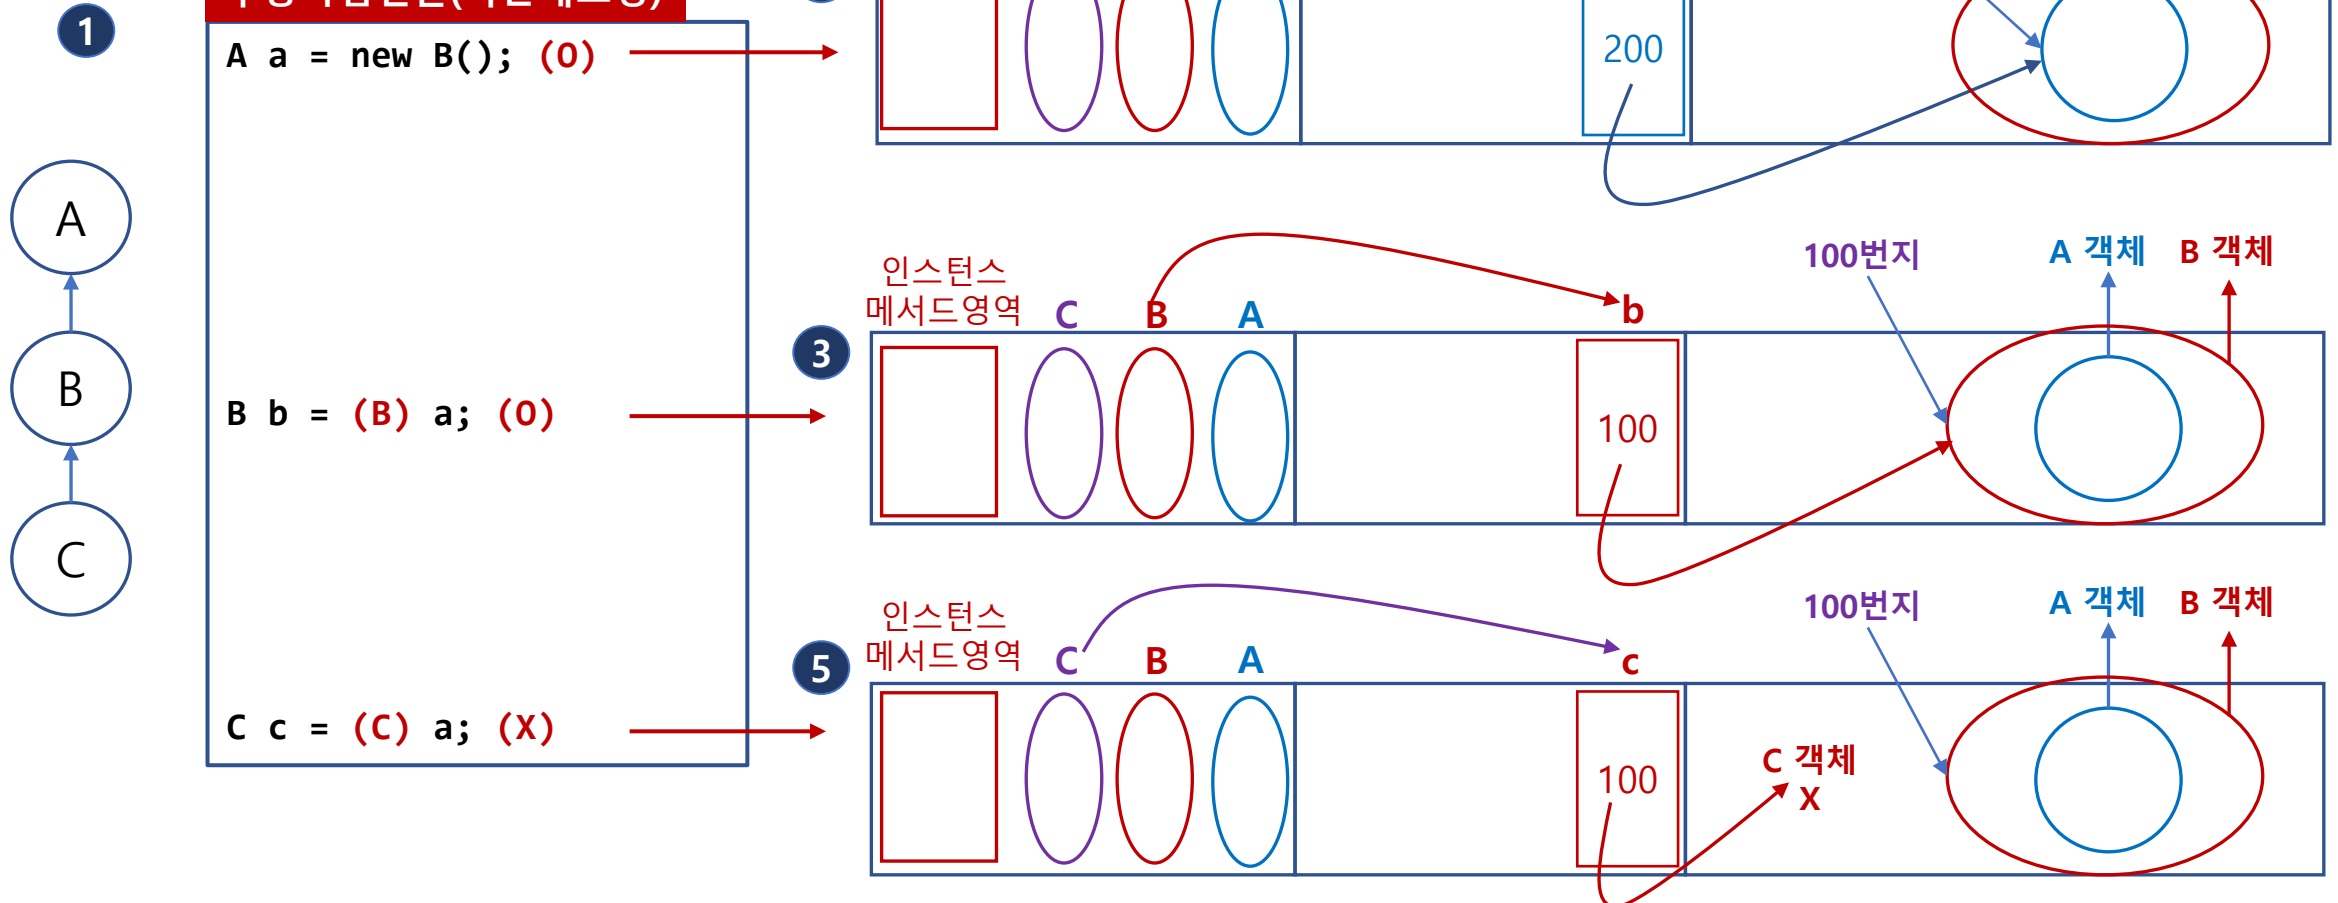 1
A a = new B(); (O)
200
A
B
C
B b = (B) a; (O)
C c = (C) a; (X)
3
인스턴스
메서드영역
C
B
A
b
100
100번지
A 객체
B 객체
5
인스턴스
메서드영역
C
B
A
c
100
C 객체
X
100번지
A 객체
B 객체